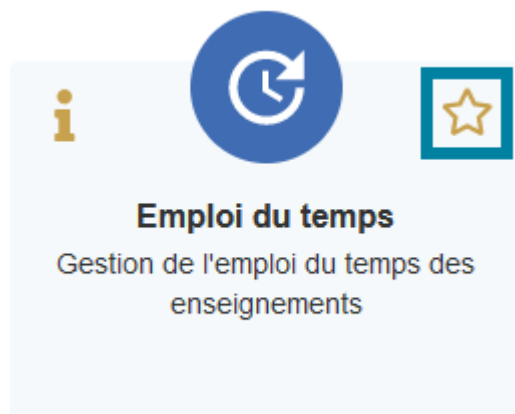 Emploi du temps
Gestion de l'emploi du temps des
enseignements